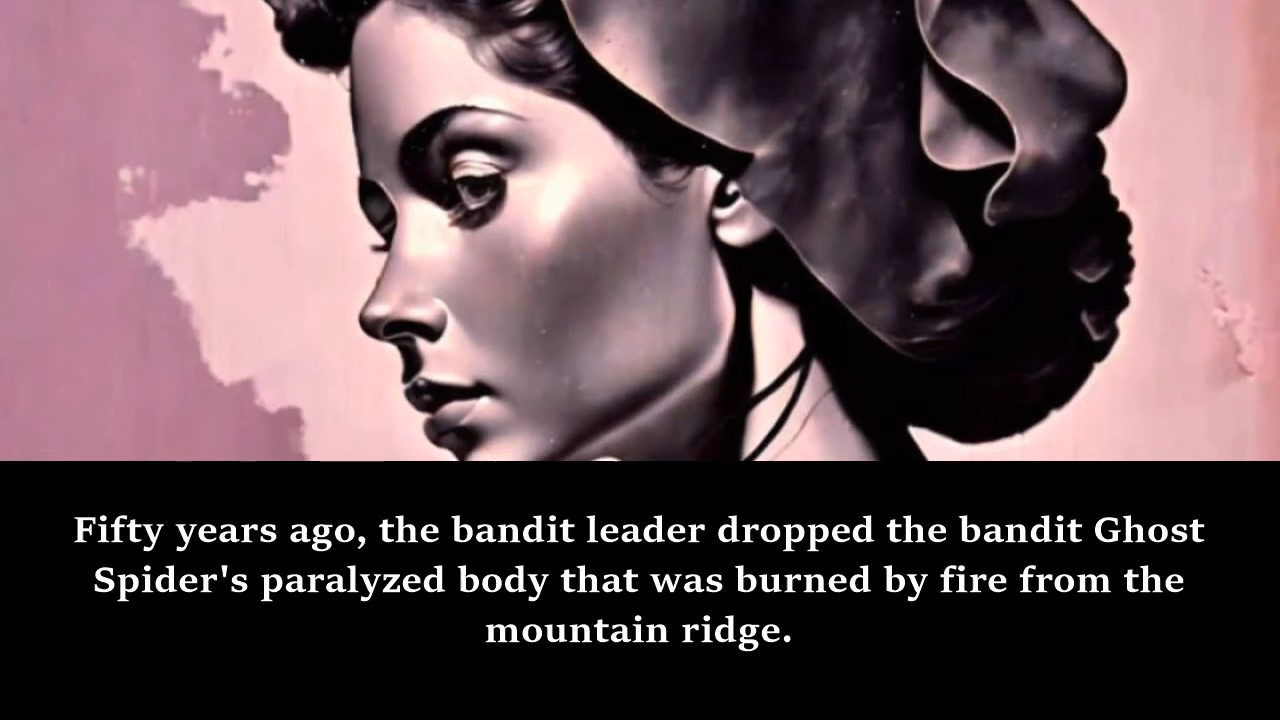 Fifty years ago, the bandit leader dropped the bandit Ghost
Spider's paralyzed body that was burned by fire from the
mountain ridge.